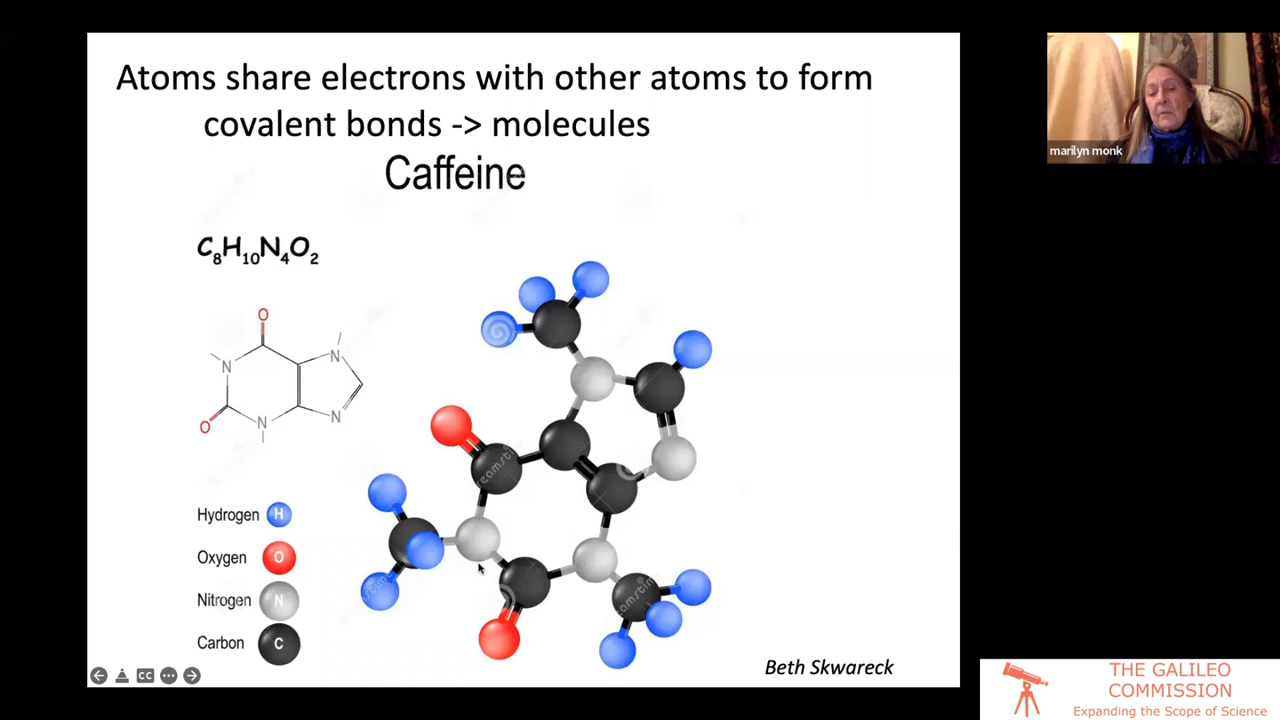 Atoms share electrons with other atoms to form
covalent bonds -> molecules
Caffeine
C₈H₁₀N₄O₂
O
N
N
O
N
N
Hydrogen H
Oxygen O
Nitrogen N
Carbon C
CC
Beth Skwareck
marilyn monk
THE GALILEO
COMMISSION
Expanding the Scope of Science